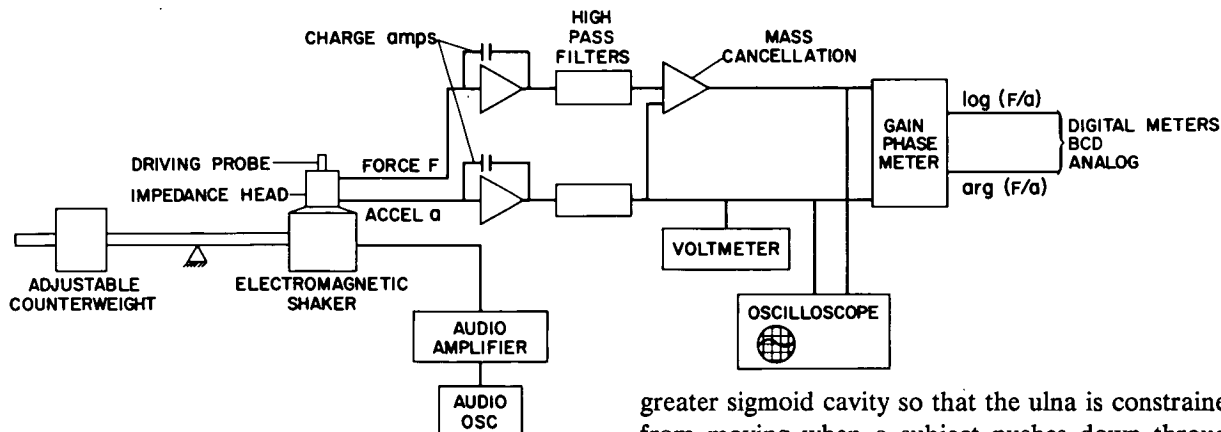 HIGH
PASS
FILTERS
CHARGE amps
MASS
CANCELLATION
log (F/a)
GAIN
PHASE
METER
DIGITAL METERS
BCD
ANALOG
arg (F/a)
DRIVING PROBE
FORCE F
IMPEDANCE HEAD
ACCEL a
VOLTMETER
ADJUSTABLE
COUNTERWEIGHT
ELECTROMAGNETIC
SHAKER
OSCILLOSCOPE
AUDIO
AMPLIFIER
AUDIO
OSC
greater sigmoid cavity so that the ulna is constraine
from moving when a subject pushes down throug